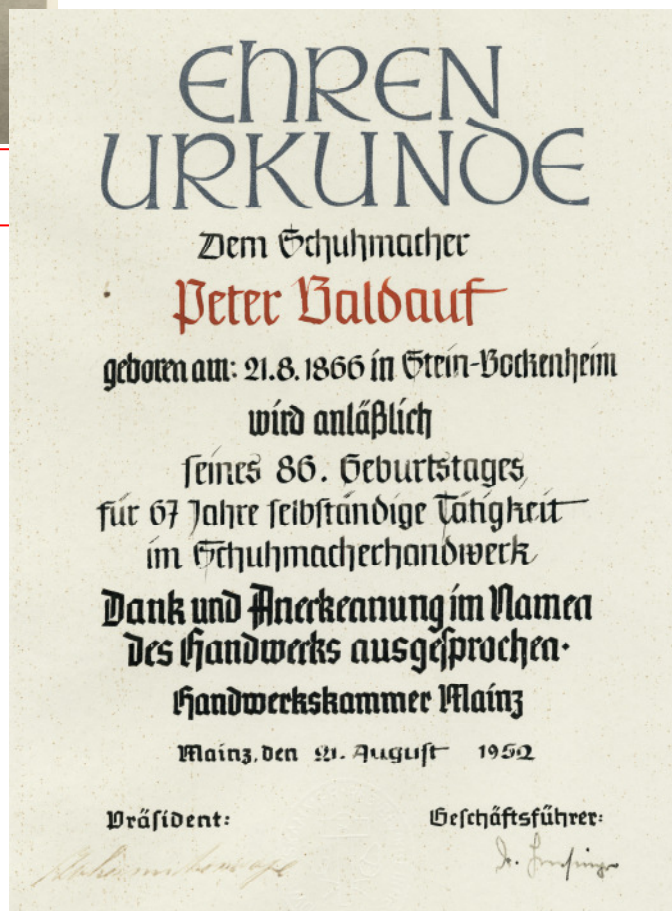 EHREN
URKUNDE
Dem Schuhmacher
Peter Baldauf
geboren am: 21.8.1866 in Stein-Bockenheim
wird anläßlich
seines 86. Geburtstages
für 67 Jahre selbständige Tätigkeit
im Schuhmacherhandwerk
Dank und Anerkennung im Namen
des Handwerks ausgesprochen.
Handwerkskammer Mainz
Mainz, den 21. August 1952
Präsident: Geschäftsführer:
Dr.